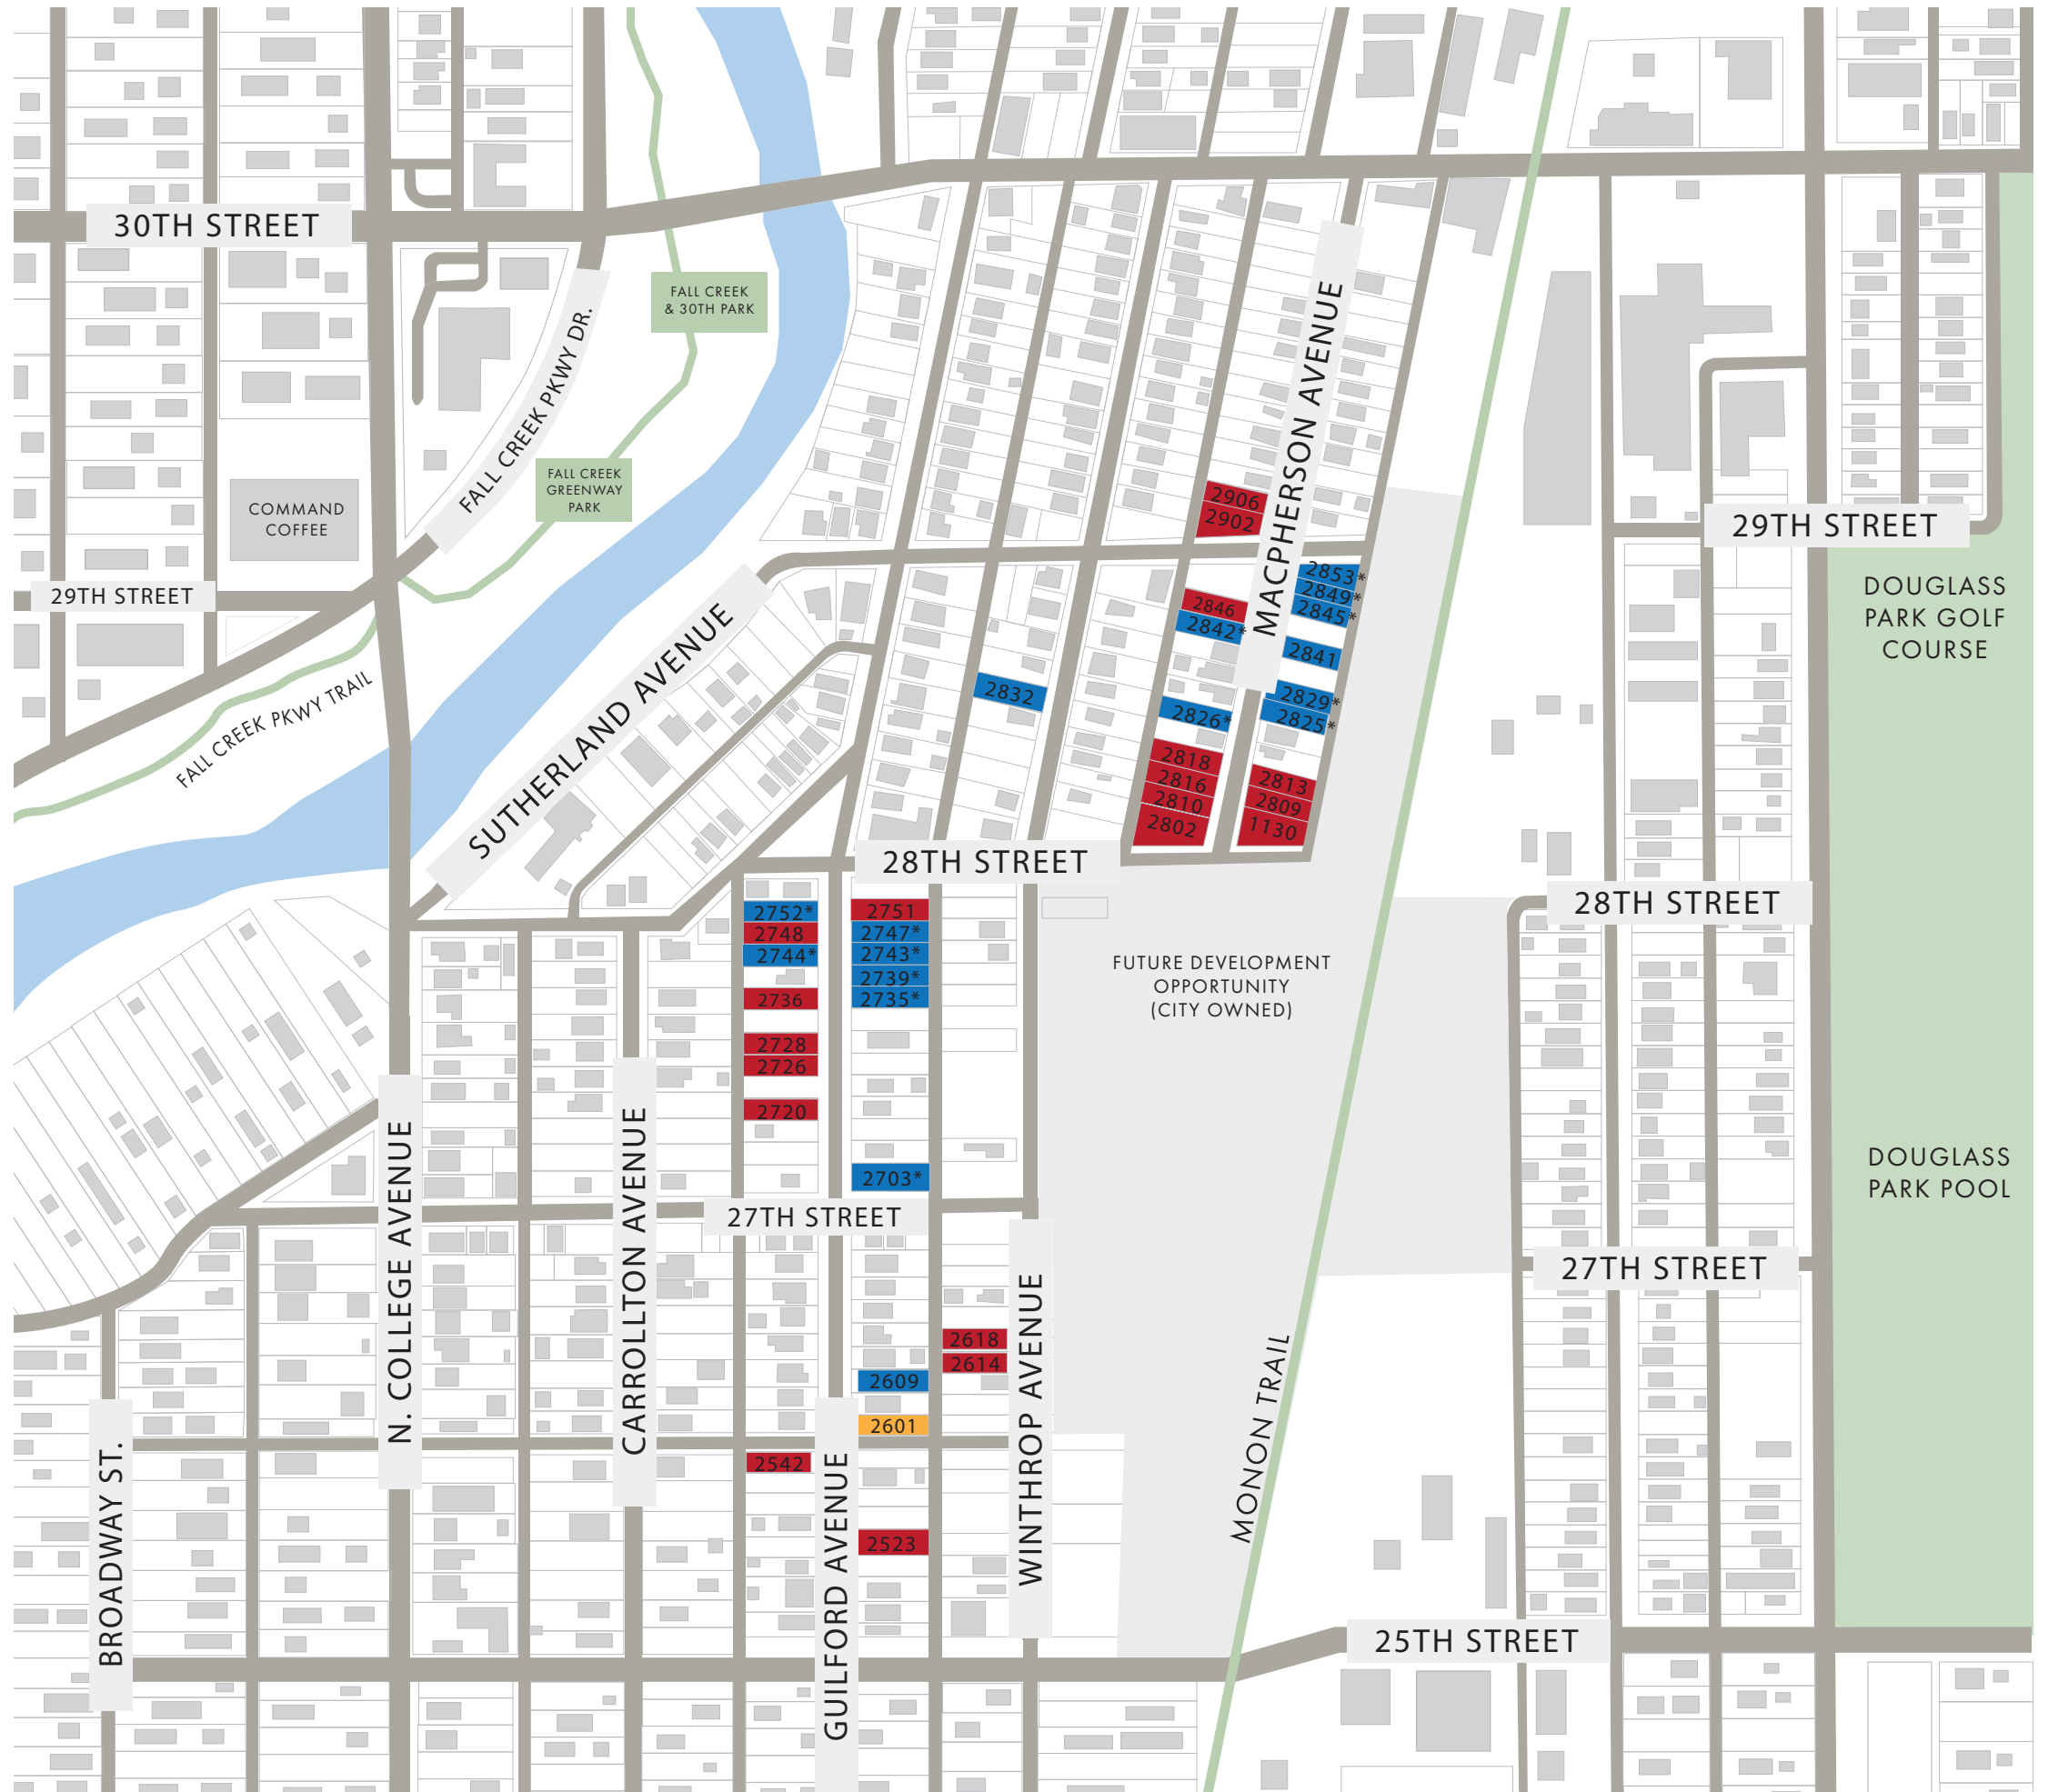 30TH STREET
FALL CREEK
& 30TH PARK
FALL CREEK PKWY DR.
MACPHERSON AVENUE
COMMAND
COFFEE
FALL CREEK
GREENWAY
PARK
2906
2902
29TH STREET
29TH STREET
DOUGLASS
PARK GOLF
COURSE
2853*
2849*
2845*
2841
2829*
2825*
2846
2842*
2826*
2832
FALL CREEK PKWY TRAIL
SUTHERLAND AVENUE
2818
2816
2810
2802
2813
2809
1130
28TH STREET
28TH STREET
2752*
2748
2744*
2736
2728
2726
2720
2751
2747*
2743*
2739*
2735*
2703*
FUTURE DEVELOPMENT
OPPORTUNITY
(CITY OWNED)
DOUGLASS
PARK POOL
27TH STREET
27TH STREET
N. COLLEGE AVENUE
CARROLLTON AVENUE
WINTHROP AVENUE
2618
2614
2609
2601
2542
2523
BROADWAY ST.
GUILFORD AVENUE
MONON TRAIL
25TH STREET